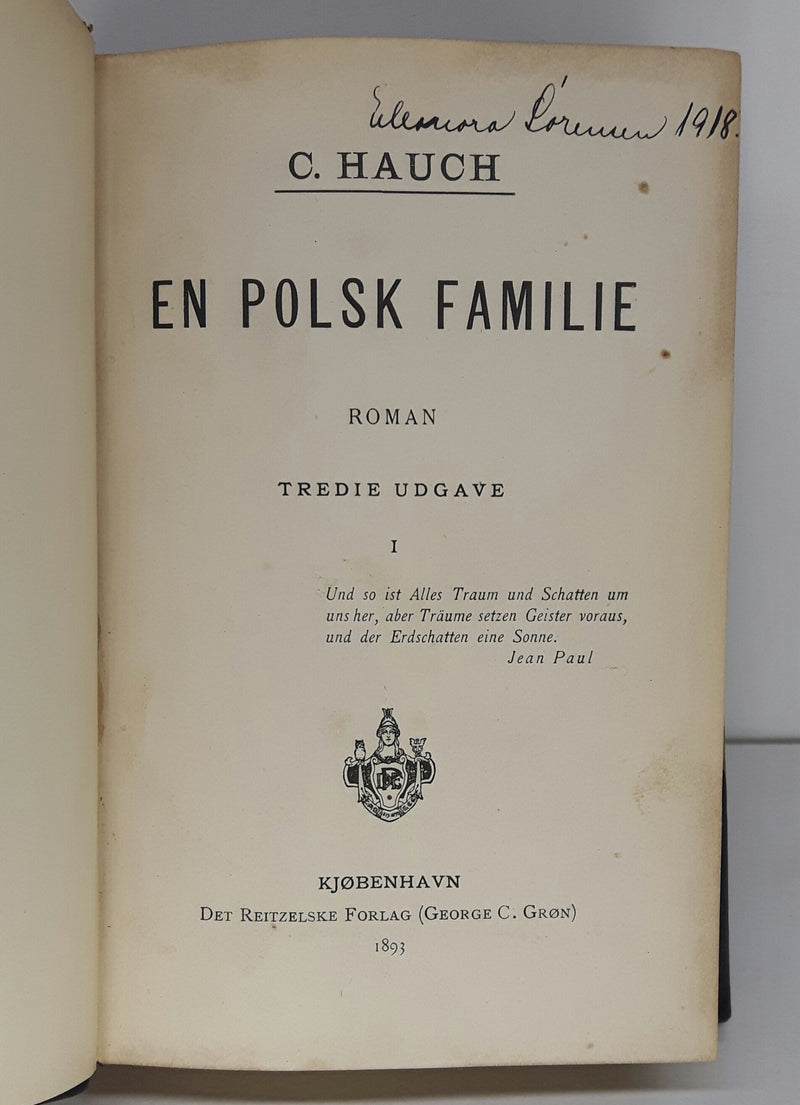 Eleonora Sørensen 1918.
C. HAUCH
EN POLSK FAMILIE
ROMAN
TREDIE UDGAVE
I
Und so ist Alles Traum und Schatten um
uns her, aber Träume setzen Geister voraus,
und der Erdschatten eine Sonne.
Jean Paul
KJØBENHAVN
DET REITZELSKE FORLAG (GEORGE C. GRØN)
1893